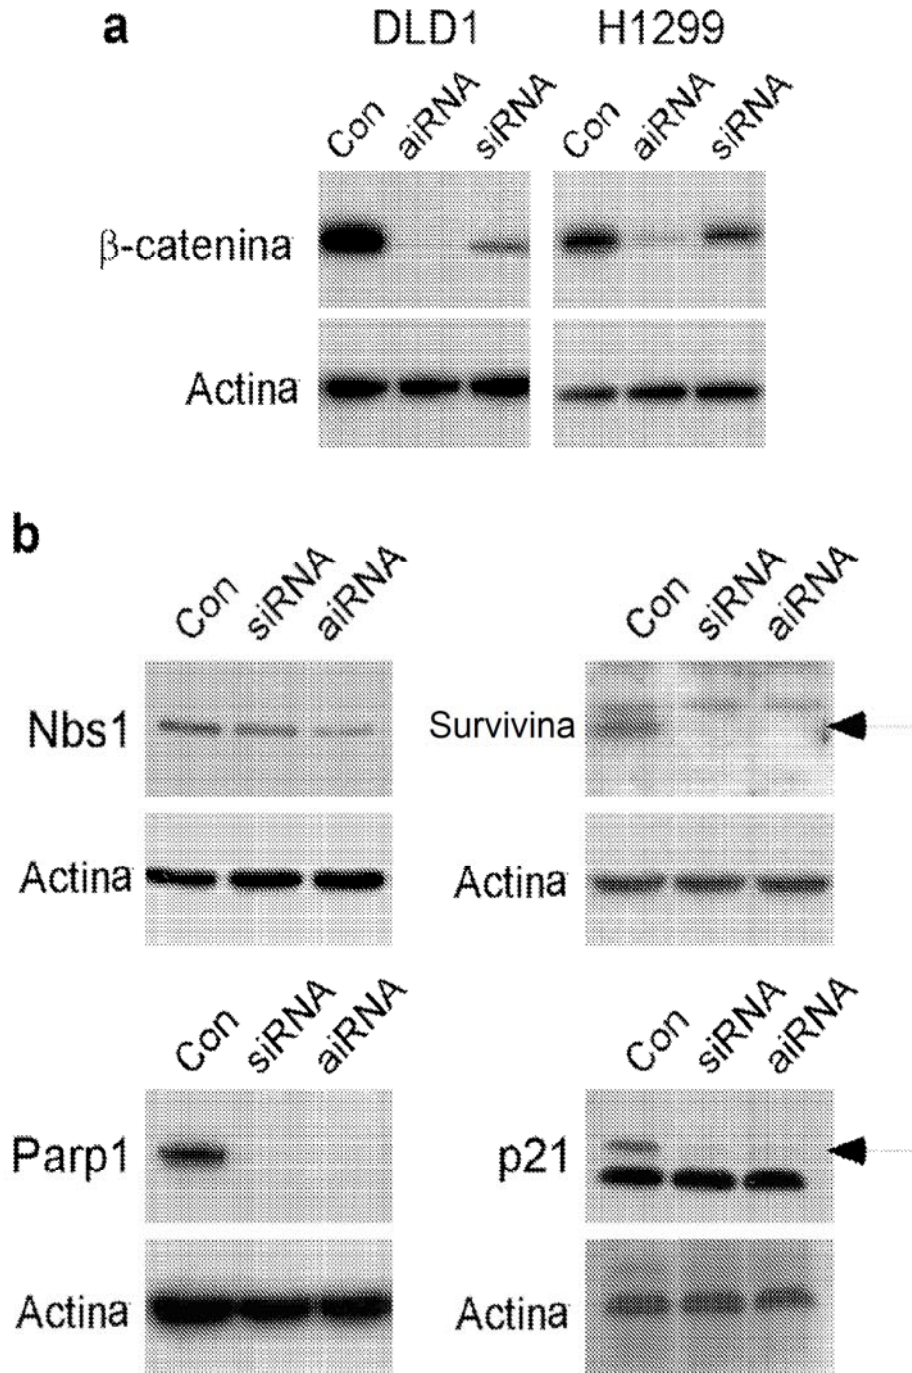 a
DLD1 H1299
Con aiRNA siRNA Con aiRNA siRNA
β-catenina
Actina
b
Con siRNA aiRNA Con siRNA aiRNA
Nbs1 Survivina
Actina Actina
Con siRNA aiRNA Con siRNA aiRNA
Parp1 p21
Actina Actina